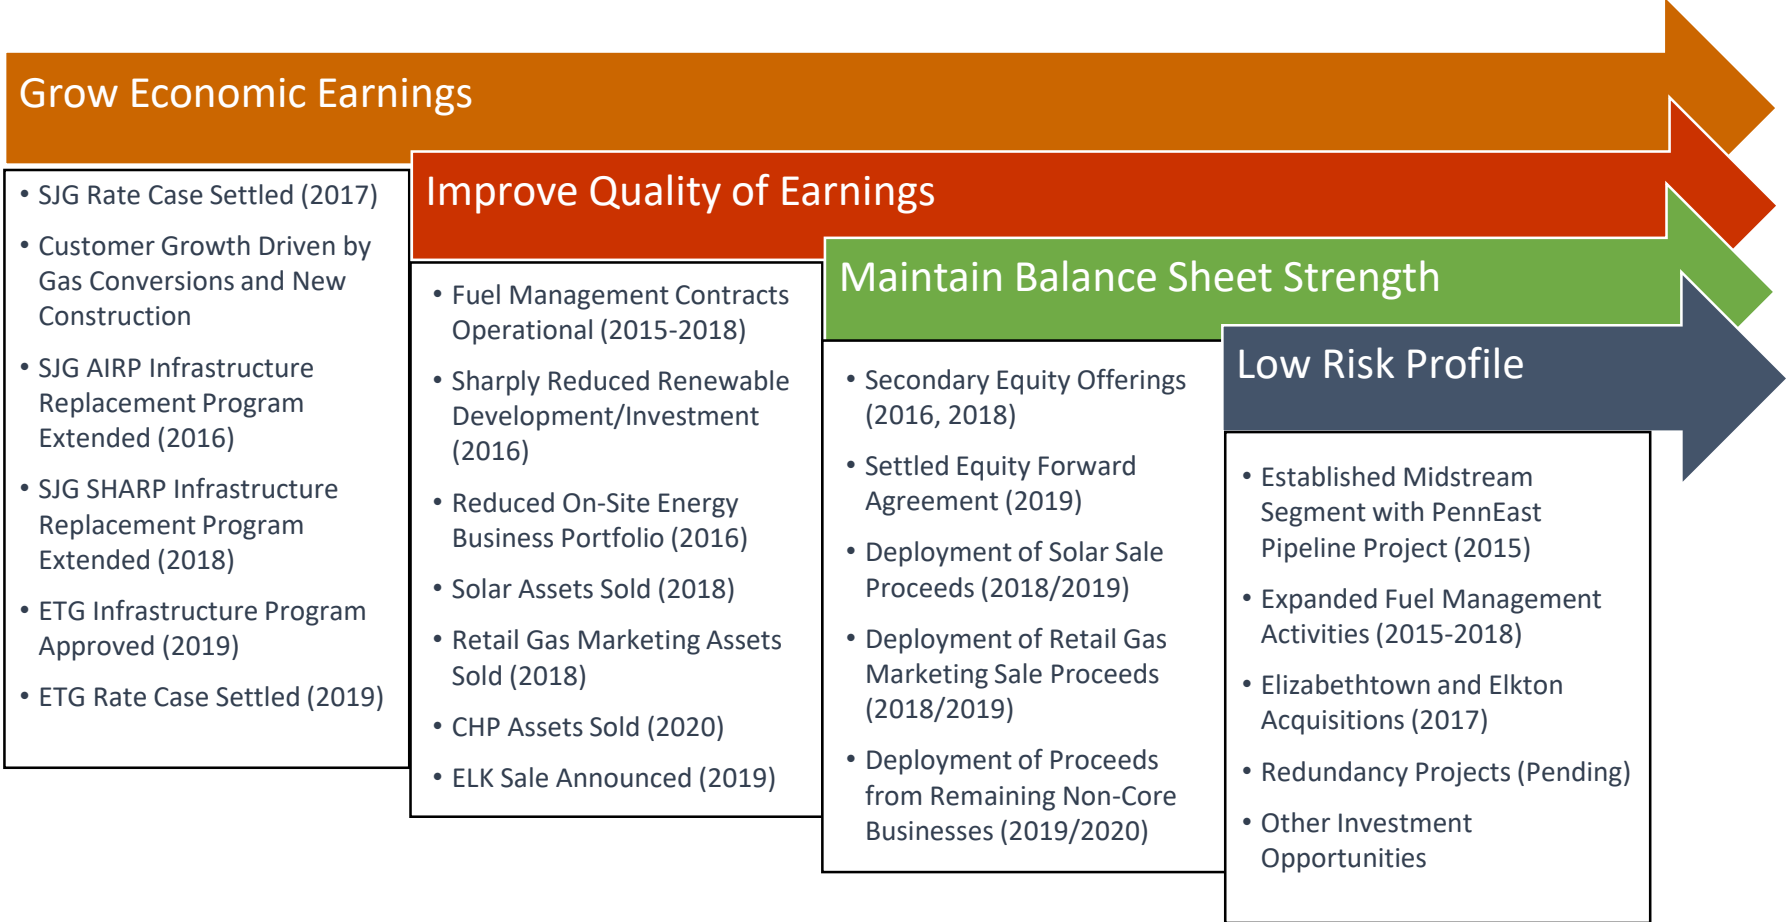 Grow Economic Earnings
• SJG Rate Case Settled (2017)
• Customer Growth Driven by
Gas Conversions and New
Construction
• SJG AIRP Infrastructure
Replacement Program
Extended (2016)
• SJG SHARP Infrastructure
Replacement Program
Extended (2018)
• ETG Infrastructure Program
Approved (2019)
• ETG Rate Case Settled (2019)
Improve Quality of Earnings
• Fuel Management Contracts
Operational (2015-2018)
• Sharply Reduced Renewable
Development/Investment
(2016)
• Reduced On-Site Energy
Business Portfolio (2016)
• Solar Assets Sold (2018)
• Retail Gas Marketing Assets
Sold (2018)
• CHP Assets Sold (2020)
• ELK Sale Announced (2019)
Maintain Balance Sheet Strength
• Secondary Equity Offerings
(2016, 2018)
• Settled Equity Forward
Agreement (2019)
• Deployment of Solar Sale
Proceeds (2018/2019)
• Deployment of Retail Gas
Marketing Sale Proceeds
(2018/2019)
• Deployment of Proceeds
from Remaining Non-Core
Businesses (2019/2020)
Low Risk Profile
• Established Midstream
Segment with PennEast
Pipeline Project (2015)
• Expanded Fuel Management
Activities (2015-2018)
• Elizabethtown and Elkton
Acquisitions (2017)
• Redundancy Projects (Pending)
• Other Investment
Opportunities